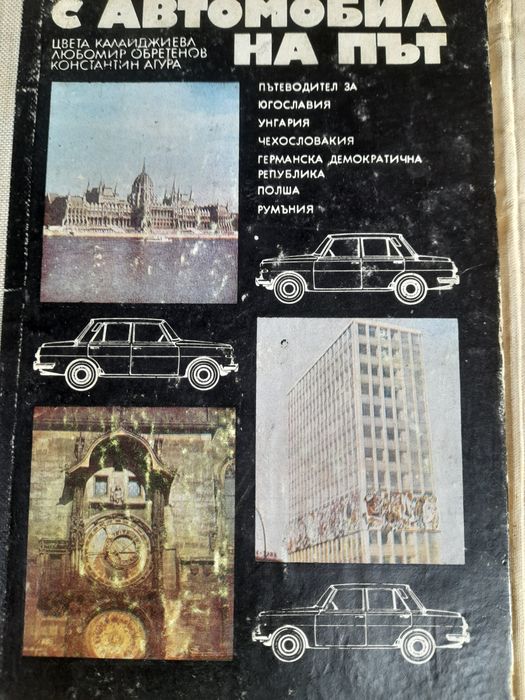 С АВТОМОБИЛ
НА ПЪТ
ЦВЕТА КАЛАЙДЖИЕВА
ЛЮБОМИР ОБРЕТЕНОВ
КОНСТАНТИН АГУРА
ПЪТЕВОДИТЕЛ ЗА
ЮГОСЛАВИЯ
УНГАРИЯ
ЧЕХОСЛОВАКИЯ
ГЕРМАНСКА ДЕМОКРАТИЧНА
РЕПУБЛИКА
ПОЛША
РУМЪНИЯ